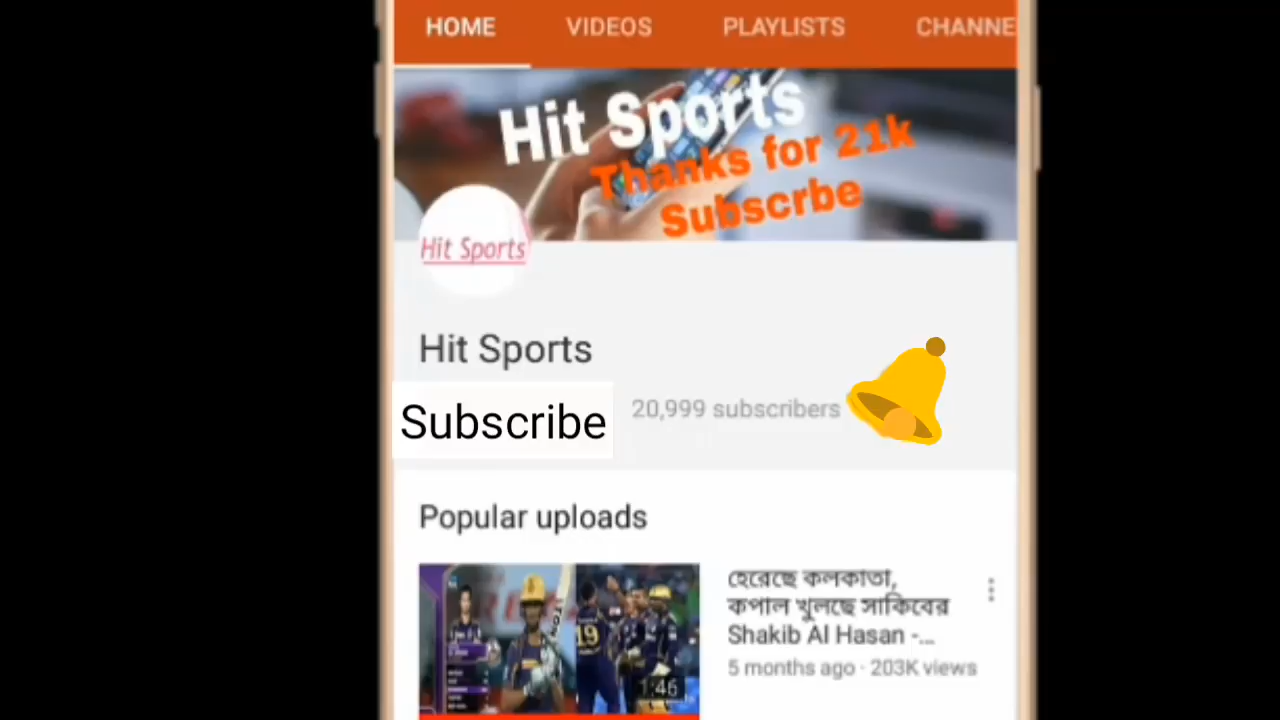 HOME VIDEOS PLAYLISTS CHANNE
Hit Sports
Thanks for 21k
Subscrbe
Hit Sports
Hit Sports
Subscribe 20,999 subscribers
Popular uploads
হেরেছে কলকাতা,
কপাল খুলছে সাকিবের
Shakib Al Hasan -...
5 months ago · 203K views
19
1:46